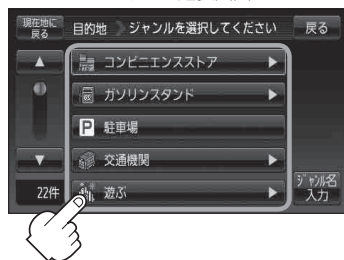 現在地に
戻る
目的地 ジャンルを選択してください
戻る
コンビニエンスストア
ガソリンスタンド
P 駐車場
交通機関
22件
遊ぶ
ジャンル名
入力